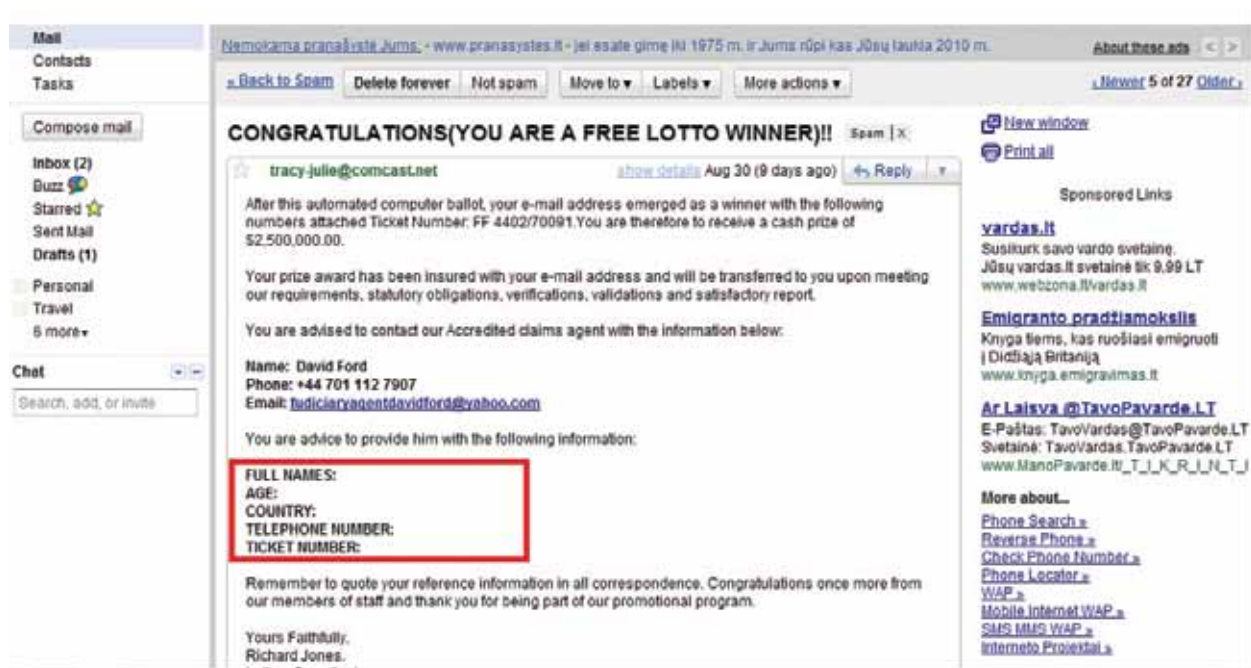 Mail
Contacts
Tasks
Compose mail
Inbox (2)
Buzz
Starred
Sent Mail
Drafts (1)
Personal
Travel
6 more▾
Chat
Search, add, or invite
Nemokama pranašystė Jums: - www.pranasystes.lt - jei esate gimę iki 1975 m. ir Jums rūpi kas Jūsų laukia 2010 m.
About these ads < >
« Back to Spam Delete forever Not spam Move to ▾ Labels ▾ More actions ▾
‹ Newer 5 of 27 Older ›
CONGRATULATIONS(YOU ARE A FREE LOTTO WINNER)!! Spam | X
tracy-julie@comcast.net show details Aug 30 (9 days ago) Reply ▾
After this automated computer ballot, your e-mail address emerged as a winner with the following
numbers attached Ticket Number: FF 4402/70091.You are therefore to receive a cash prize of
$2,500,000.00.
Your prize award has been insured with your e-mail address and will be transferred to you upon meeting
our requirements, statutory obligations, verifications, validations and satisfactory report.
You are advised to contact our Accredited claims agent with the information below:
Name: David Ford
Phone: +44 701 112 7907
Email: fudiciaryagentdavidford@yahoo.com
You are advice to provide him with the following information:
FULL NAMES:
AGE:
COUNTRY:
TELEPHONE NUMBER:
TICKET NUMBER:
Remember to quote your reference information in all correspondence. Congratulations once more from
our members of staff and thank you for being part of our promotional program.
Yours Faithfully,
Richard Jones.
New window
Print all
Sponsored Links
vardas.lt
Susikurk savo vardo svetainę.
Jūsų vardas.lt svetainė tik 9,99 LT
www.webzona.lt/vardas.lt
Emigranto pradžiamokslis
Knyga tiems, kas ruošiasi emigruoti
į Didžiąją Britaniją
www.knyga.emigravimas.lt
Ar Laisva @TavoPavarde.LT
E-Paštas: TavoVardas@TavoPavarde.LT
Svetainė: TavoVardas.TavoPavarde.LT
www.ManoPavarde.lt/_T_I_K_R_I_N_T_I
More about...
Phone Search »
Reverse Phone »
Check Phone Number »
Phone Locator »
WAP »
Mobile Internet WAP »
SMS MMS WAP »
Interneto Projektai »